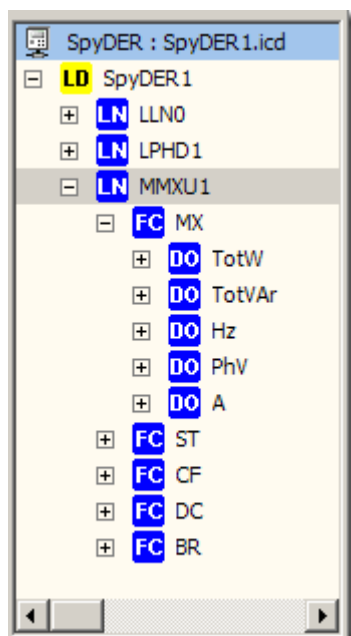 SpyDER : SpyDER1.icd
LD SpyDER1
LN LLN0
LN LPHD1
LN MMXU1
FC MX
DO TotW
DO TotVAr
DO Hz
DO PhV
DO A
FC ST
FC CF
FC DC
FC BR